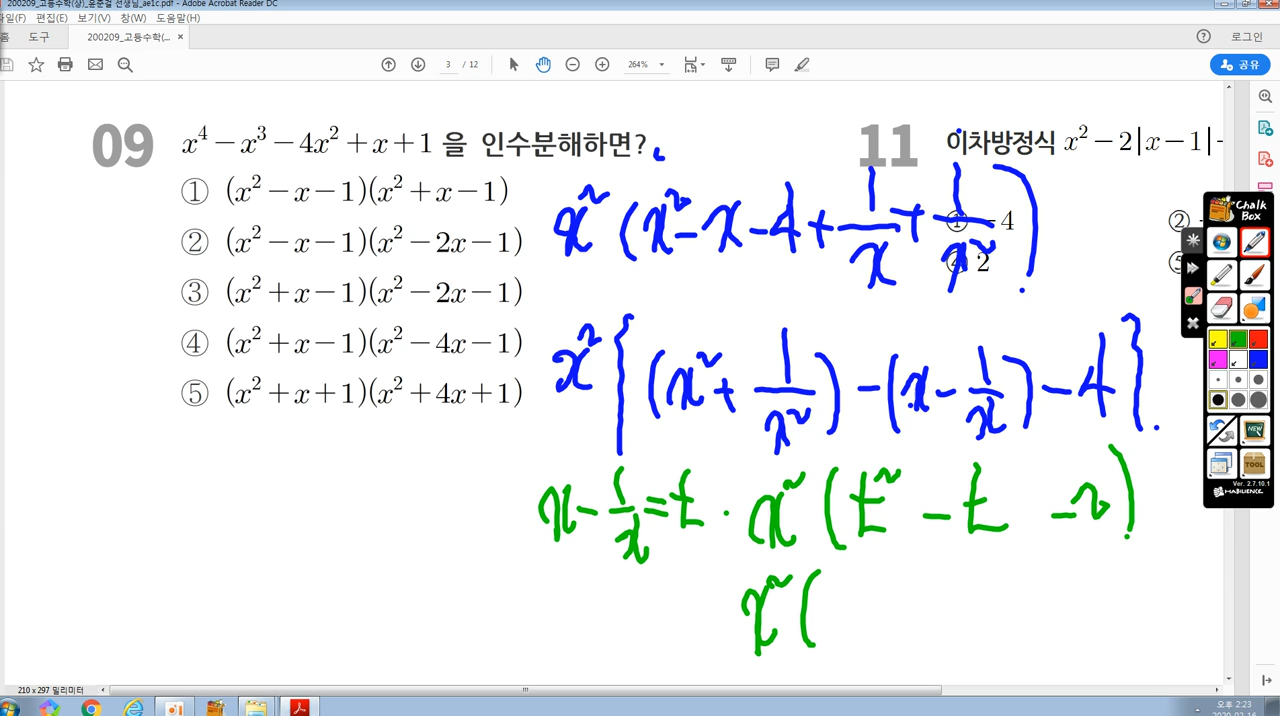 200209_고등수학(상)_윤준걸 선생님_ae1c.pdf - Adobe Acrobat Reader DC
파일(F) 편집(E) 보기(V) 창(W) 도움말(H)
홈 도구 200209_고등수학(... × 로그인
3 / 12 264% 공유
09 x⁴ − x³ − 4x² + x + 1 을 인수분해하면?
① (x² − x − 1)(x² + x − 1)
② (x² − x − 1)(x² − 2x − 1)
③ (x² + x − 1)(x² − 2x − 1)
④ (x² + x − 1)(x² − 4x − 1)
⑤ (x² + x + 1)(x² + 4x + 1)
x² (x² − x − 4 + 1/x + 1/x²)
x² {(x² + 1/x²) − (x − 1/x) − 4}.
x − 1/x = t . x² (t² − t − 2)
x² (
11 이차방정식 x² − 2|x − 1| −
① − 4
②
2
Chalk Box
NEW
TOOL
Ver. 2.7.10.1
HABILIENCE
210 x 297 밀리미터
오후 2:23